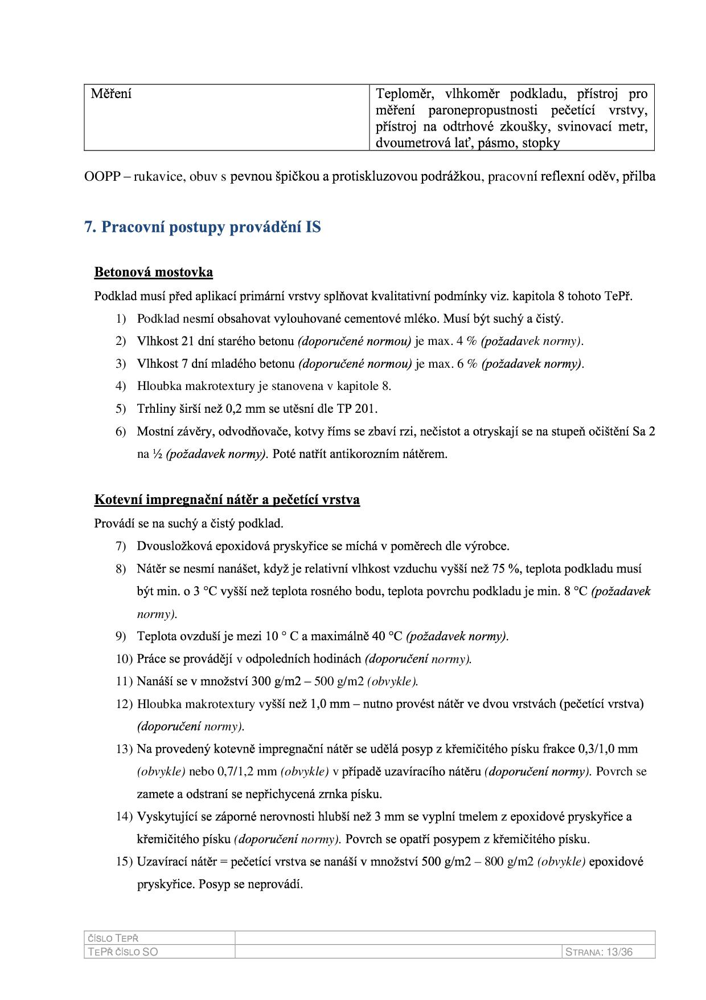 Měření
Teploměr, vlhkoměr podkladu, přístroj pro
měření paronepropustnosti pečetící vrstvy,
přístroj na odtrhové zkoušky, svinovací metr,
dvoumetrová lať, pásmo, stopky
OOPP – rukavice, obuv s pevnou špičkou a protiskluzovou podrážkou, pracovní reflexní oděv, přilba
7. Pracovní postupy provádění IS
Betonová mostovka
Podklad musí před aplikací primární vrstvy splňovat kvalitativní podmínky viz. kapitola 8 tohoto TePř.
1) Podklad nesmí obsahovat vylouhované cementové mléko. Musí být suchý a čistý.
2) Vlhkost 21 dní starého betonu (doporučené normou) je max. 4 % (požadavek normy).
3) Vlhkost 7 dní mladého betonu (doporučené normou) je max. 6 % (požadavek normy).
4) Hloubka makrotextury je stanovena v kapitole 8.
5) Trhliny širší než 0,2 mm se utěsní dle TP 201.
6) Mostní závěry, odvodňovače, kotvy říms se zbaví rzi, nečistot a otryskají se na stupeň očištění Sa 2
na ½ (požadavek normy). Poté natřít antikorozním nátěrem.
Kotevní impregnační nátěr a pečetící vrstva
Provádí se na suchý a čistý podklad.
7) Dvousložková epoxidová pryskyřice se míchá v poměrech dle výrobce.
8) Nátěr se nesmí nanášet, když je relativní vlhkost vzduchu vyšší než 75 %, teplota podkladu musí
být min. o 3 °C vyšší než teplota rosného bodu, teplota povrchu podkladu je min. 8 °C (požadavek
normy).
9) Teplota ovzduší je mezi 10 ° C a maximálně 40 °C (požadavek normy).
10) Práce se provádějí v odpoledních hodinách (doporučení normy).
11) Nanáší se v množství 300 g/m2 – 500 g/m2 (obvykle).
12) Hloubka makrotextury vyšší než 1,0 mm – nutno provést nátěr ve dvou vrstvách (pečetící vrstva)
(doporučení normy).
13) Na provedený kotevně impregnační nátěr se udělá posyp z křemičitého písku frakce 0,3/1,0 mm
(obvykle) nebo 0,7/1,2 mm (obvykle) v případě uzavíracího nátěru (doporučení normy). Povrch se
zamete a odstraní se nepřichycená zrnka písku.
14) Vyskytující se záporné nerovnosti hlubší než 3 mm se vyplní tmelem z epoxidové pryskyřice a
křemičitého písku (doporučení normy). Povrch se opatří posypem z křemičitého písku.
15) Uzavírací nátěr = pečetící vrstva se nanáší v množství 500 g/m2 – 800 g/m2 (obvykle) epoxidové
pryskyřice. Posyp se neprovádí.
ČÍSLO TEPŘ
TEPŘ ČÍSLO SO
STRANA: 13/36